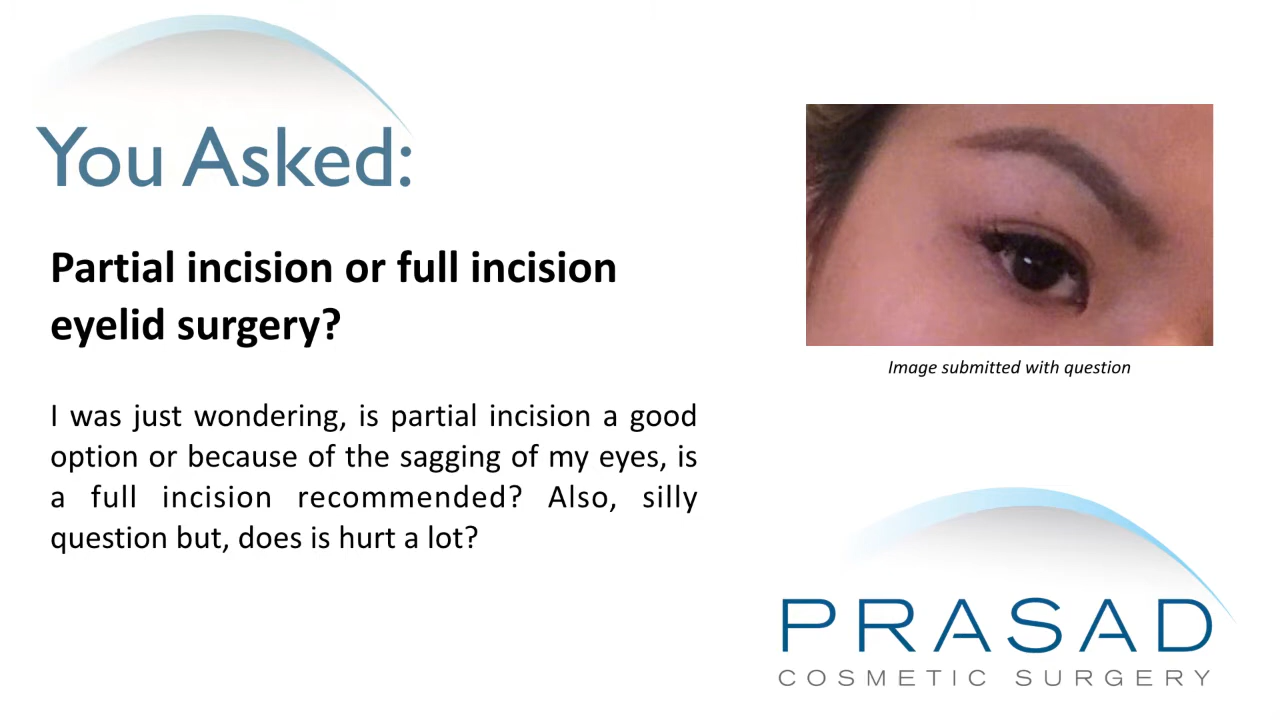 You Asked:
Partial incision or full incision
eyelid surgery?
I was just wondering, is partial incision a good
option or because of the sagging of my eyes, is
a full incision recommended? Also, silly
question but, does is hurt a lot?
Image submitted with question
PRASAD
COSMETIC SURGERY